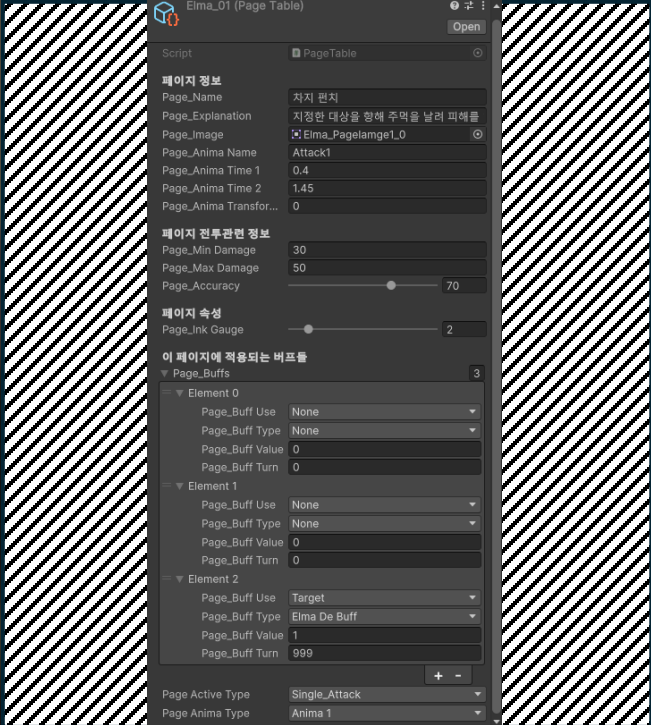 Elma_01 (Page Table)
Open
Script PageTable
페이지 정보
Page_Name 차지 펀치
Page_Explanation 지정한 대상을 향해 주먹을 날려 피해를
Page_Image Elma_PageIamge1_0
Page_Anima Name Attack1
Page_Anima Time 1 0.4
Page_Anima Time 2 1.45
Page_Anima Transfor... 0
페이지 전투관련 정보
Page_Min Damage 30
Page_Max Damage 50
Page_Accuracy 70
페이지 속성
Page_Ink Gauge 2
이 페이지에 적용되는 버프들
Page_Buffs 3
Element 0
Page_Buff Use None
Page_Buff Type None
Page_Buff Value 0
Page_Buff Turn 0
Element 1
Page_Buff Use None
Page_Buff Type None
Page_Buff Value 0
Page_Buff Turn 0
Element 2
Page_Buff Use Target
Page_Buff Type Elma De Buff
Page_Buff Value 1
Page_Buff Turn 999
+ -
Page Active Type Single_Attack
Page Anima Type Anima 1